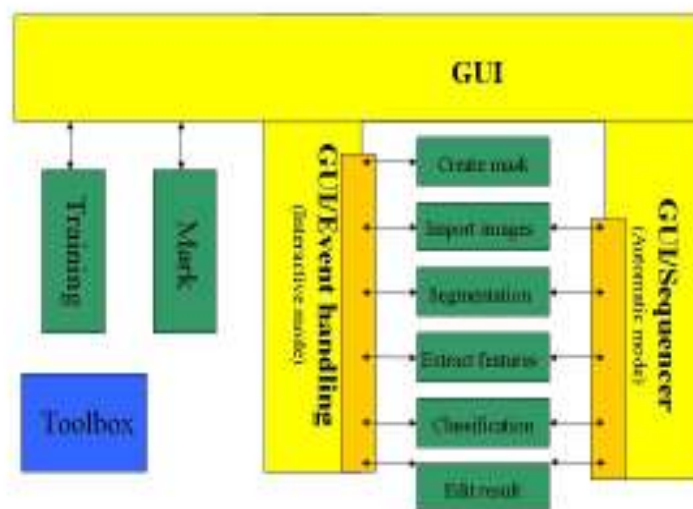 GUI
Training
Mark
GUI/Event handling
(Interactive mode)
Create mask
Import images
Segmentation
Extract features
Classification
Edit result
GUI/Sequencer
(Automatic mode)
Toolbox